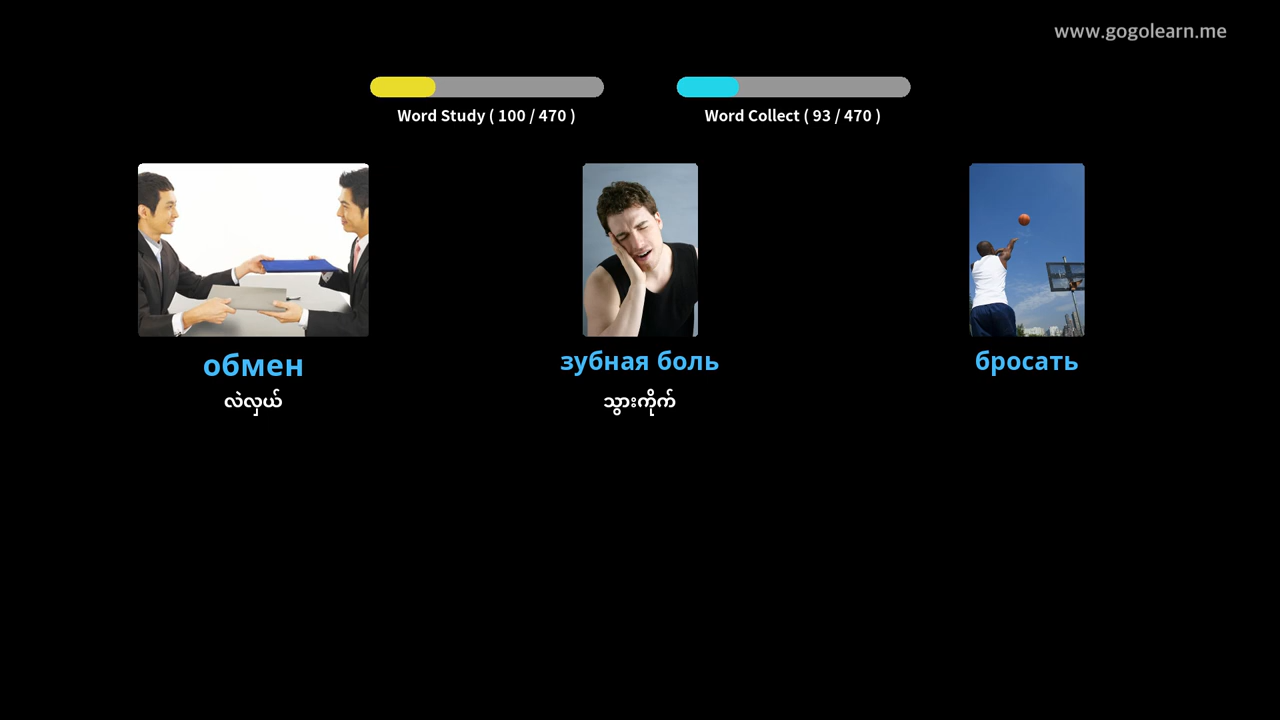 www.gogolearn.me
Word Study ( 100 / 470 )
Word Collect ( 93 / 470 )
обмен
зубная боль
бросать
လဲလှယ်
သွားကိုက်